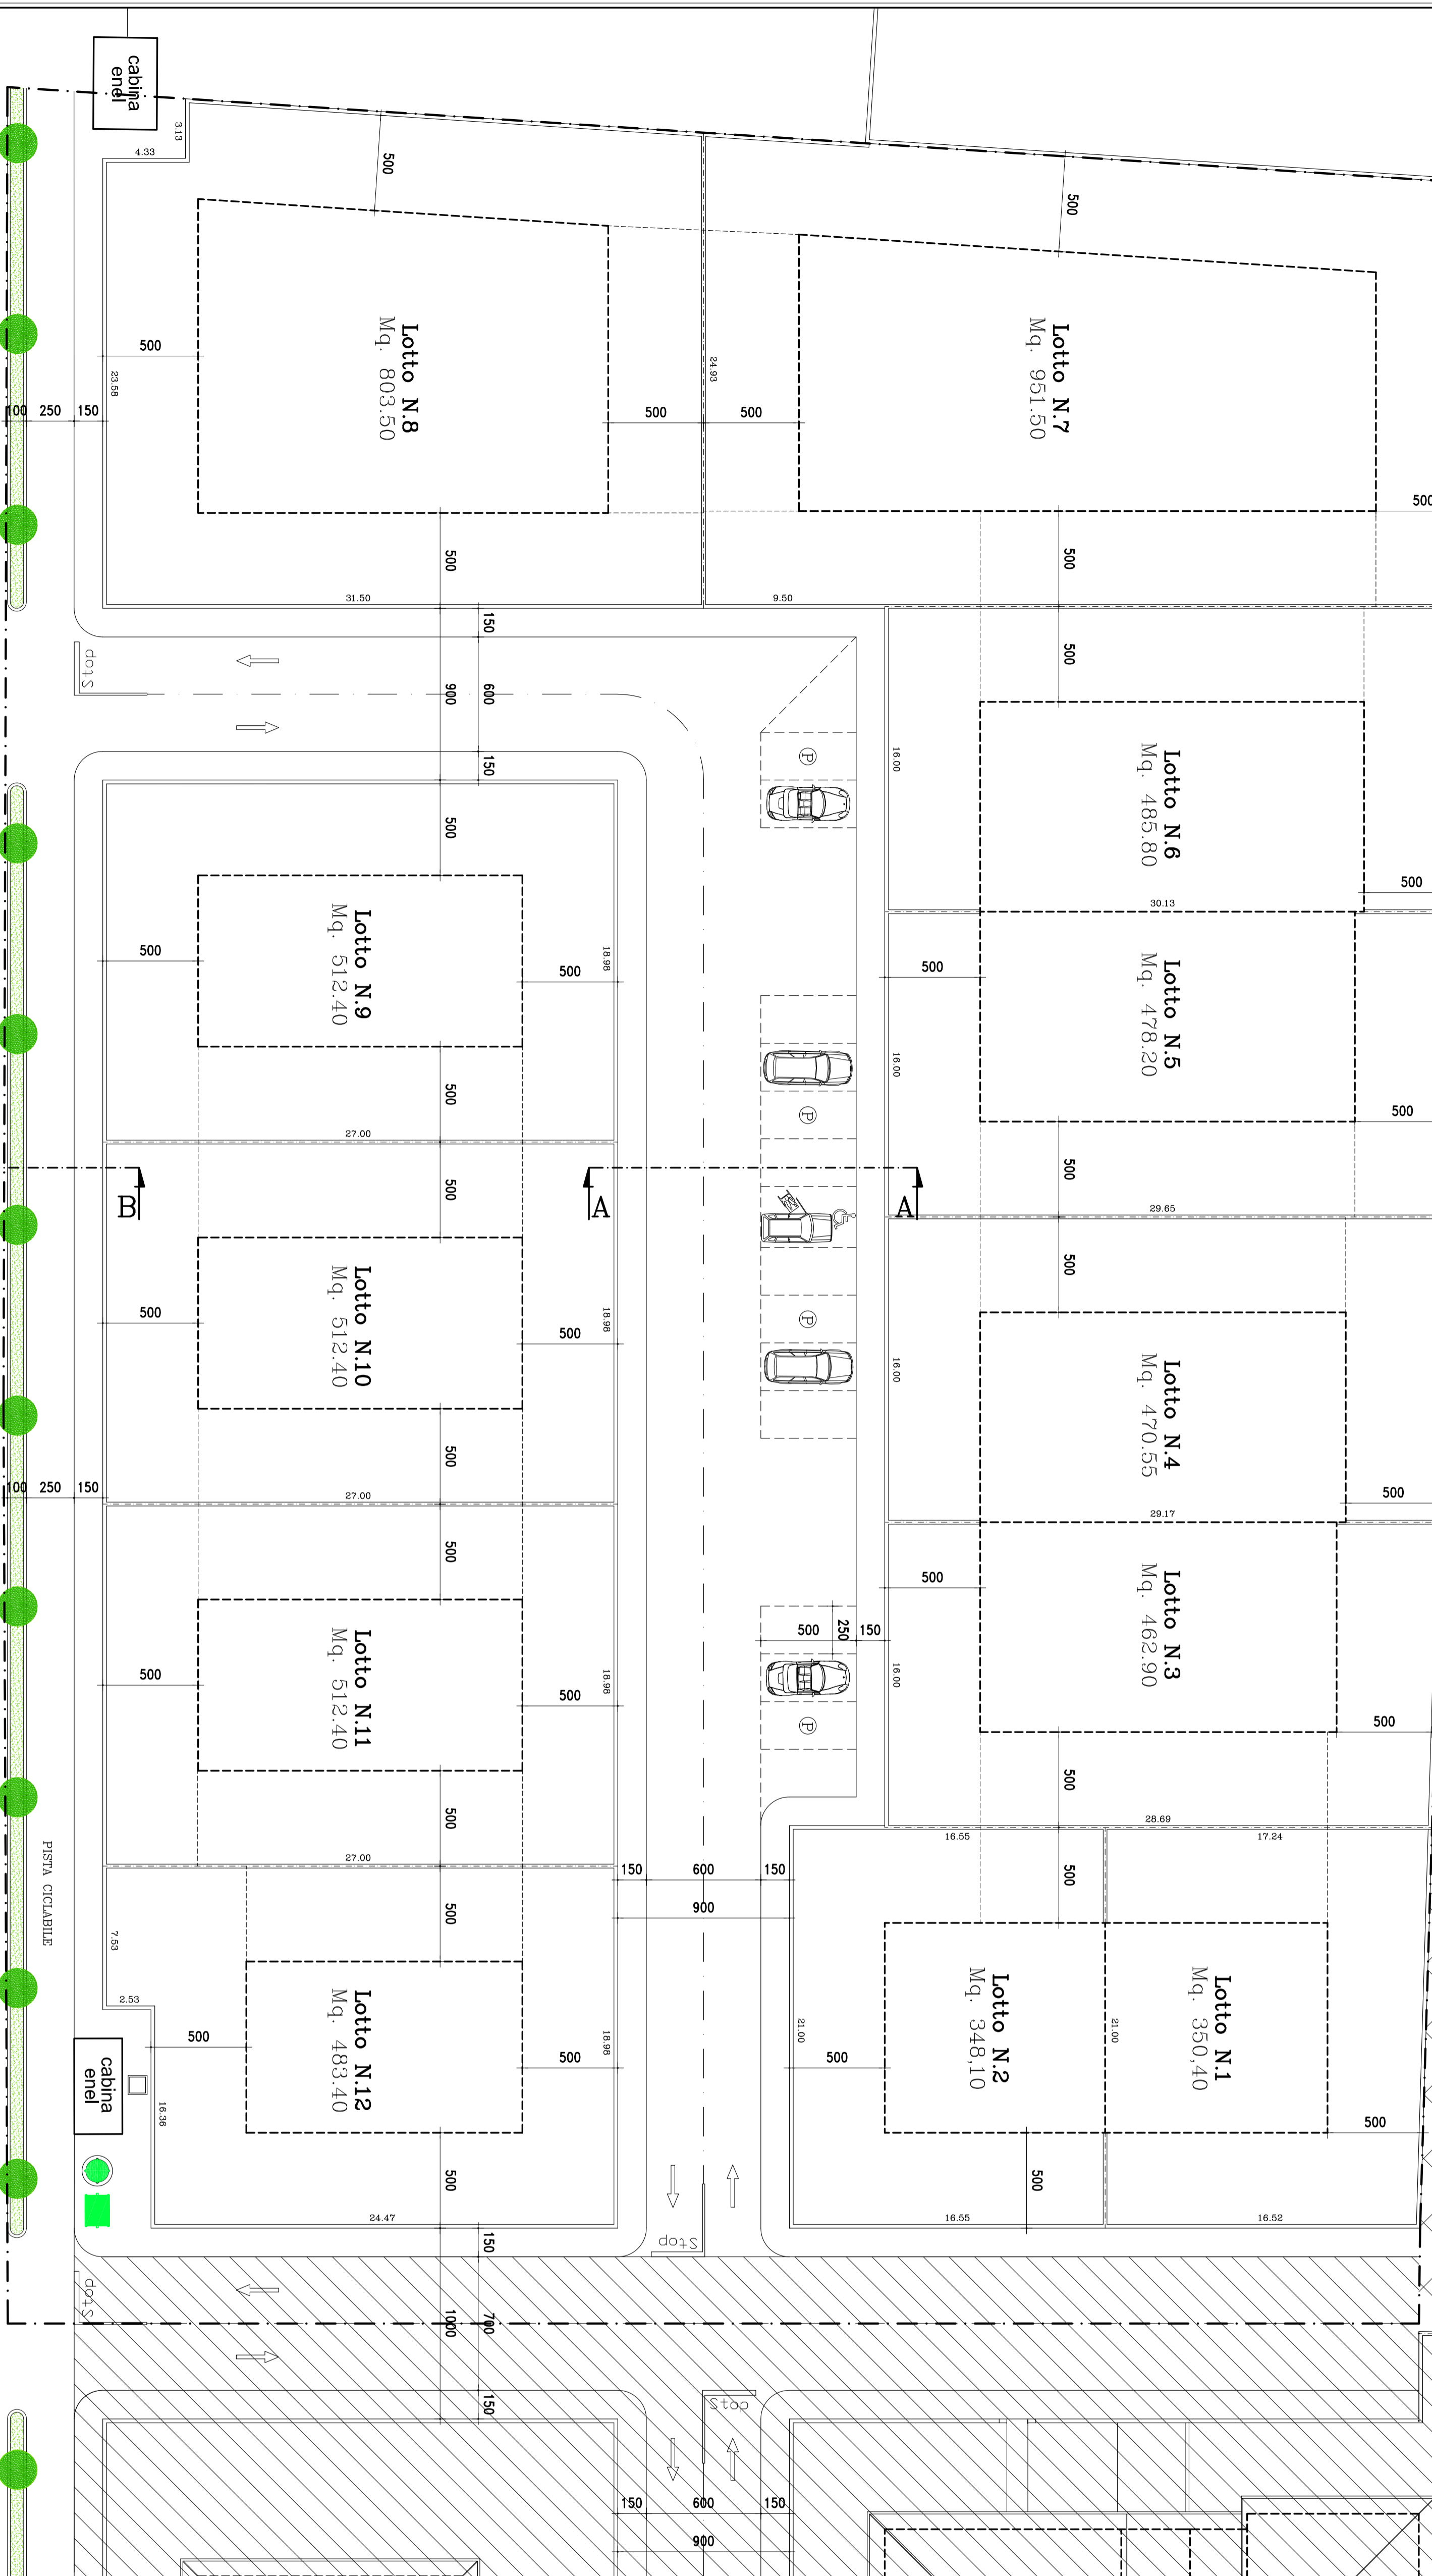 cabina
enel
3.13
4.33
500
500
Lotto N.8
Mq. 803.50
Lotto N.7
Mq. 951.50
500
23.58
24.93
100
250
150
500
500
500
500
500
31.50
9.50
150
500
Stop
900
600
150
16.00
P
Lotto N.6
Mq. 485.80
500
30.13
500
Lotto N.9
Mq. 512.40
500
18.98
500
500
Lotto N.5
Mq. 478.20
16.00
500
500
27.00
P
500
29.65
B
A
A
500
500
Lotto N.10
Mq. 512.40
500
18.98
500
P
16.00
Lotto N.4
Mq. 470.55
500
500
29.17
100
250
150
27.00
500
500
Lotto N.11
Mq. 512.40
500
18.98
500
500
250
150
16.00
Lotto N.3
Mq. 462.90
500
P
500
500
28.69
16.55
17.24
27.00
150
600
150
900
500
500
PISTA CICLABILE
7.53
2.53
Lotto N.12
Mq. 483.40
500
18.98
500
21.00
500
Lotto N.2
Mq. 348,10
21.00
Lotto N.1
Mq. 350,40
500
cabina
enel
16.36
500
500
24.47
16.55
16.52
150
Stop
Stop
1000
700
150
Stop
150
600
150
900